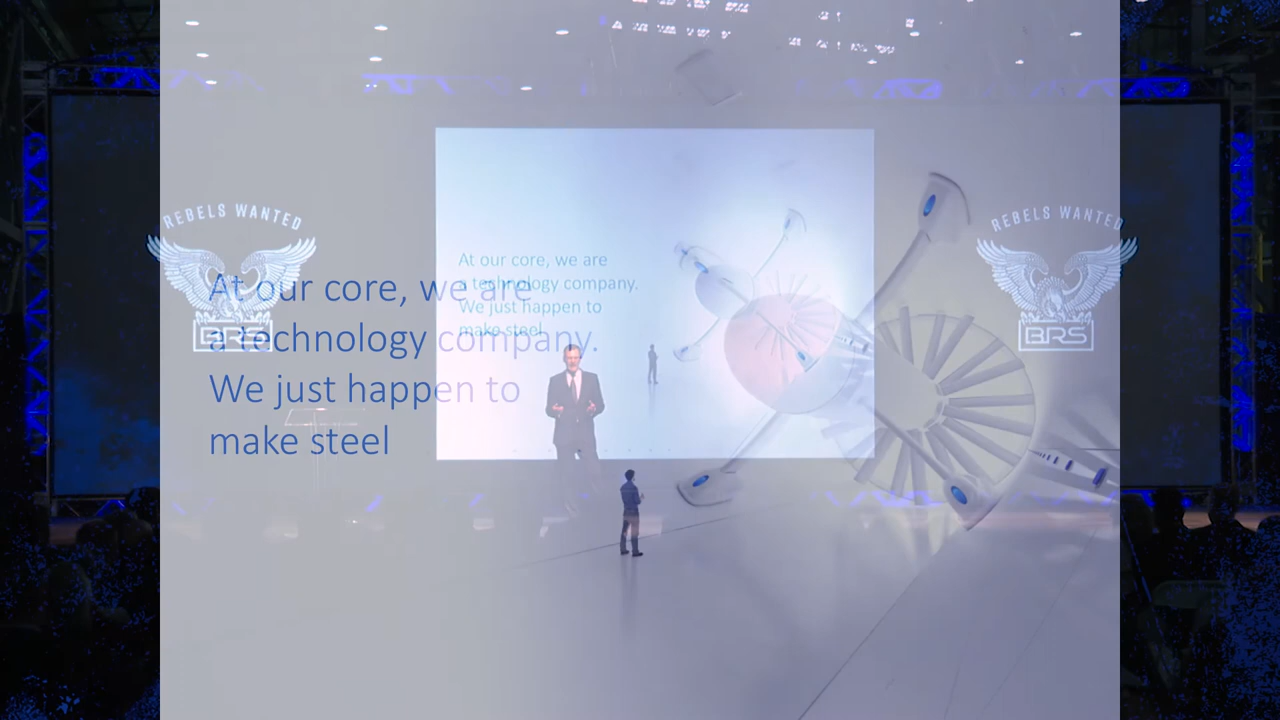 REBELS WANTED
BRS
At our core, we are
a technology company.
We just happen to
make steel
At our core, we are
a technology company.
We just happen to
make steel
REBELS WANTED
BRS